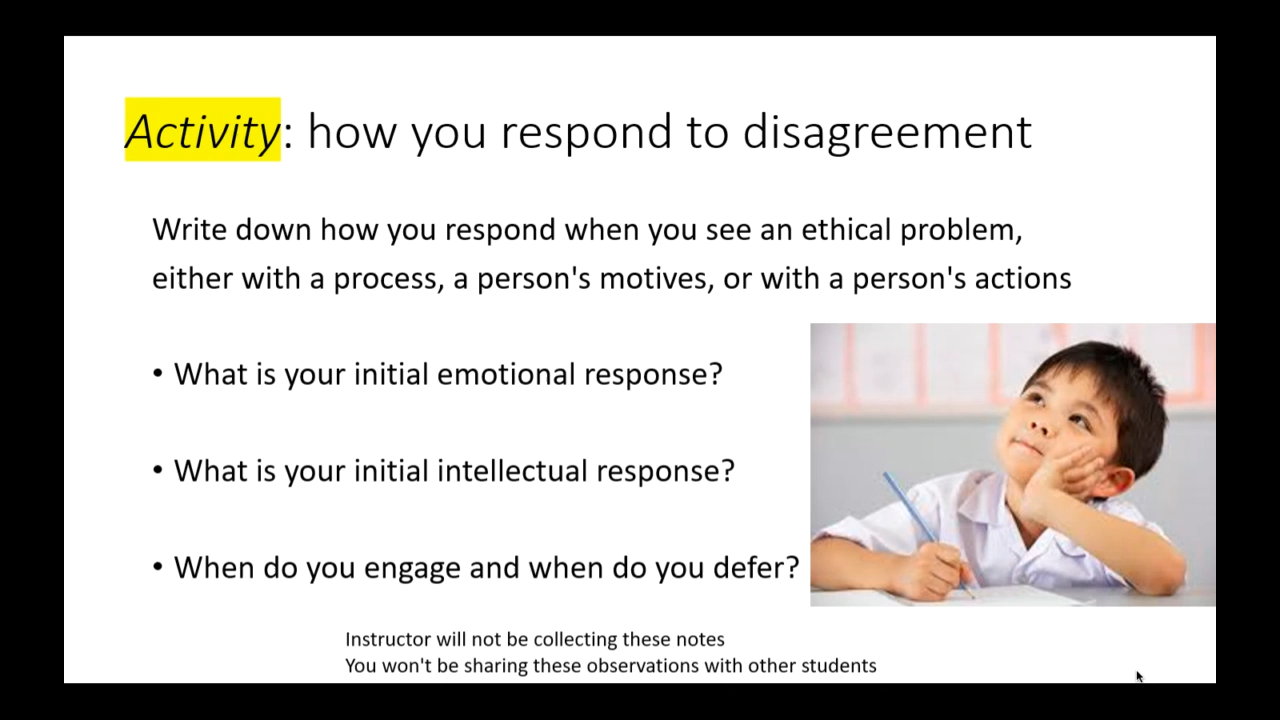 Activity: how you respond to disagreement
Write down how you respond when you see an ethical problem,
either with a process, a person's motives, or with a person's actions
• What is your initial emotional response?
• What is your initial intellectual response?
• When do you engage and when do you defer?
Instructor will not be collecting these notes
You won't be sharing these observations with other students